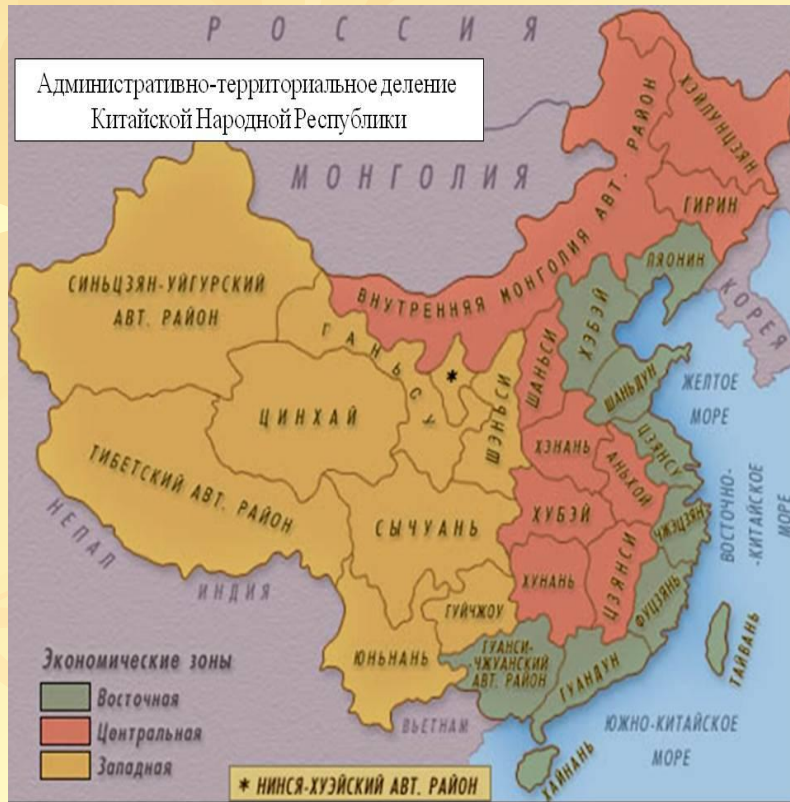 РОССИЯ
Административно-территориальное деление
Китайской Народной Республики
МОНГОЛИЯ
ХЕЙЛУНЦЗЯН
ГИРИН
ВНУТРЕННЯЯ МОНГОЛИЯ АВТ. РАЙОН
ЛЯОНИН
КОРЕЯ
СИНЬЦЗЯН-УЙГУРСКИЙ
АВТ. РАЙОН
ГАНЬСУ
*
ШЭНЬСИ
ШАНЬСИ
ХЭБЭЙ
ШАНЬДУН
ЖЕЛТОЕ
МОРЕ
ЦИНХАЙ
ТИБЕТСКИЙ АВТ. РАЙОН
ХЭНАНЬ
ЦЗЯНСУ
АНЬХОЙ
НЕПАЛ
СЫЧУАНЬ
ХУБЭЙ
ЧЖЭЦЗЯН
ВОСТОЧНО-
-КИТАЙСКОЕ
МОРЕ
ИНДИЯ
ХУНАНЬ
ЦЗЯНСИ
ФУЦЗЯНЬ
ГУЙЧЖОУ
ЮНЬНАНЬ
ГУАНСИ-
-ЧЖУАНСКИЙ
АВТ. РАЙОН
ГУАНДУН
ТАЙВАНЬ
ВЬЕТНАМ
ЮЖНО-КИТАЙСКОЕ
МОРЕ
ХАЙНАНЬ
Экономические зоны
Восточная
Центральная
Западная
* НИНСЯ-ХУЭЙСКИЙ АВТ. РАЙОН